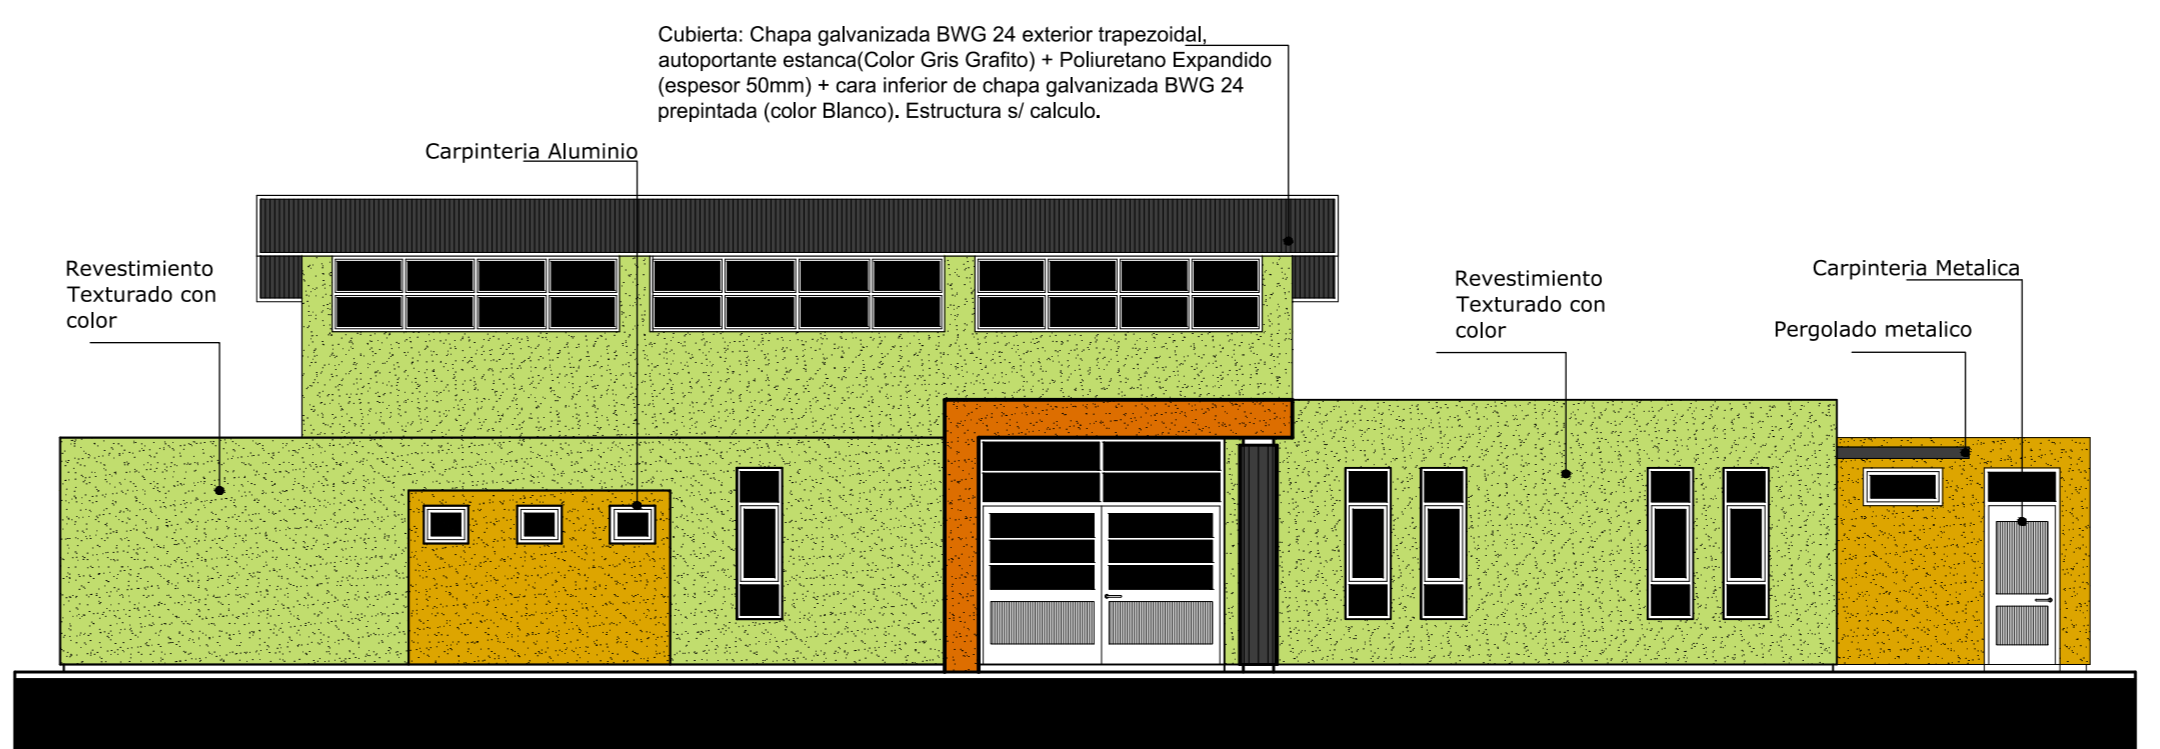 Cubierta: Chapa galvanizada BWG 24 exterior trapezoidal,
autoportante estanca(Color Gris Grafito) + Poliuretano Expandido
(espesor 50mm) + cara inferior de chapa galvanizada BWG 24
prepintada (color Blanco). Estructura s/ calculo.
Carpinteria Aluminio
Revestimiento
Texturado con
color
Revestimiento
Texturado con
color
Carpinteria Metalica
Pergolado metalico